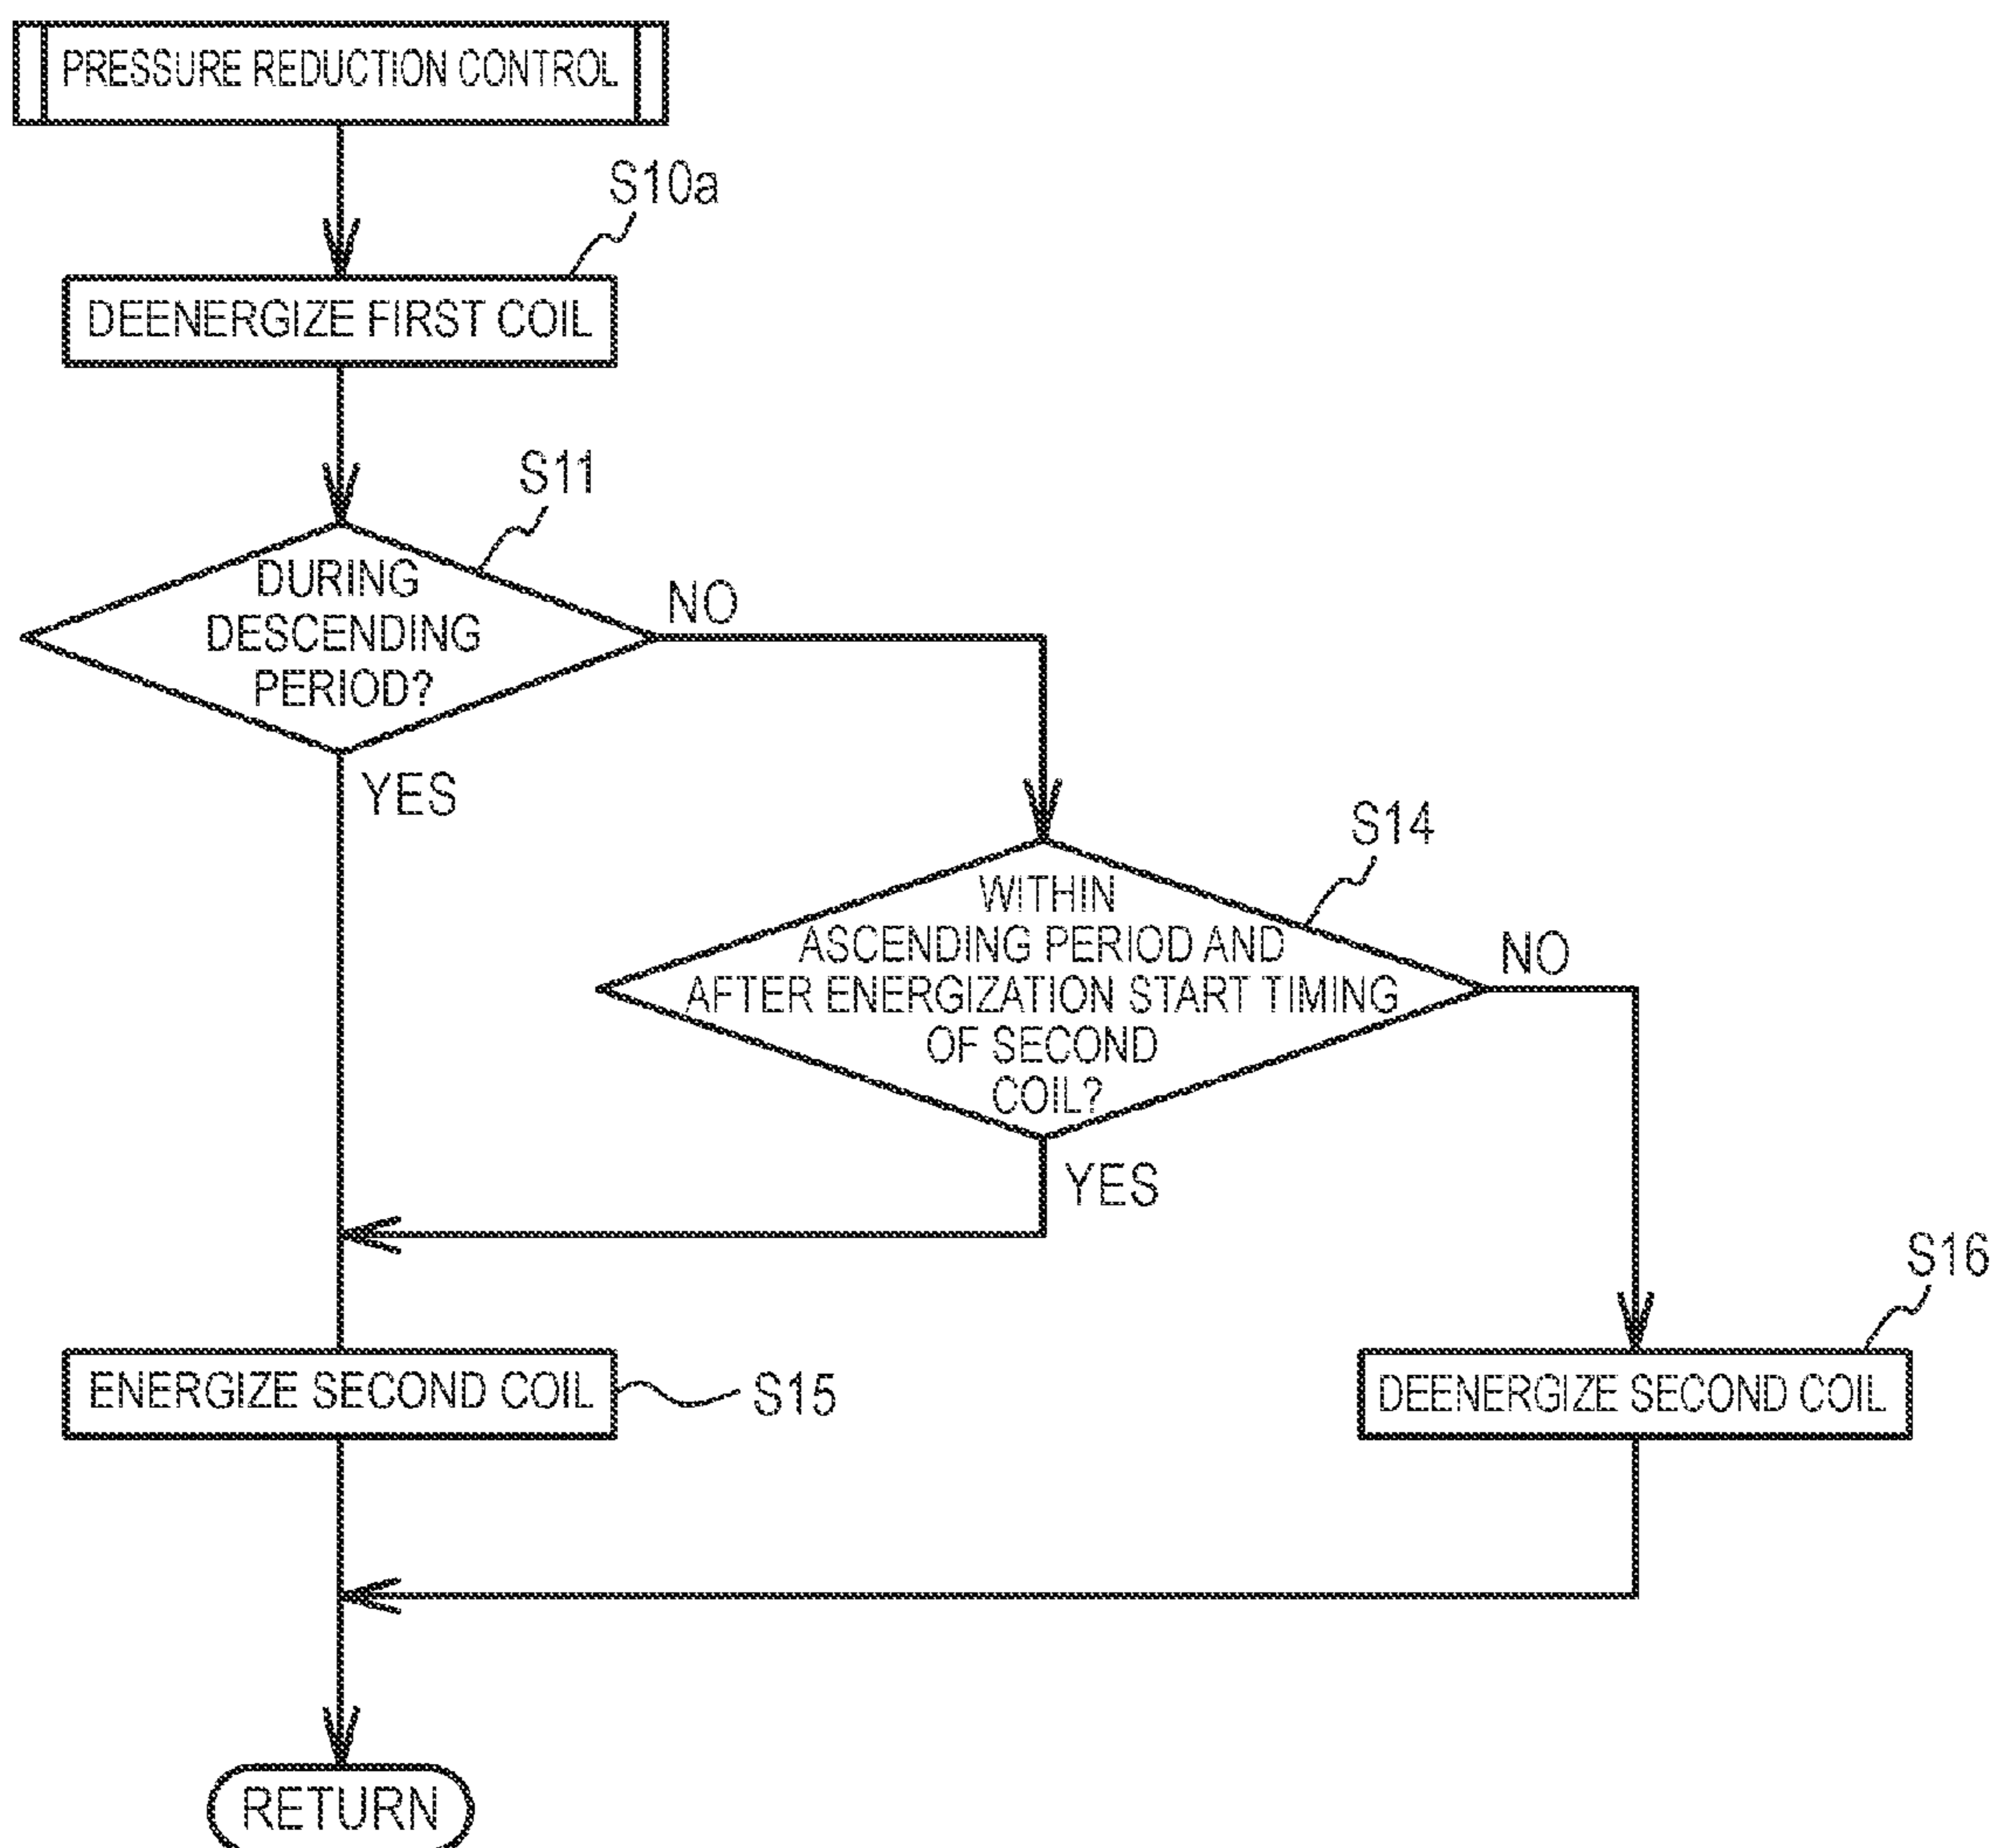 PRESSURE REDUCTION CONTROL
S10a
DEENERGIZE FIRST COIL
S11
DURING
DESCENDING
PERIOD?
NO
YES
S14
WITHIN
ASCENDING PERIOD AND
AFTER ENERGIZATION START TIMING
OF SECOND
COIL?
NO
YES
S16
ENERGIZE SECOND COIL
S15
DEENERGIZE SECOND COIL
RETURN